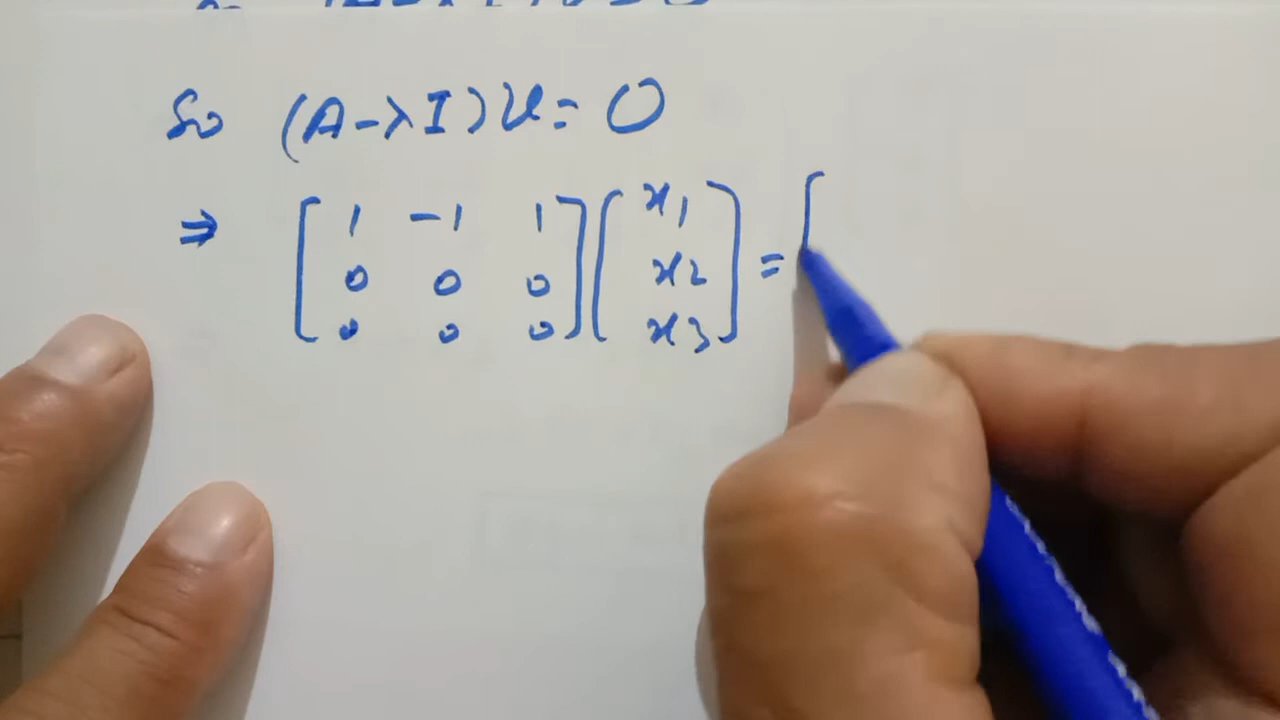 So (A-λI)v=0
⇒ [ 1 -1 1 ] [ x1 ] = [
[ 0 0 0 ] [ x2 ]
[ 0 0 0 ] [ x3 ]